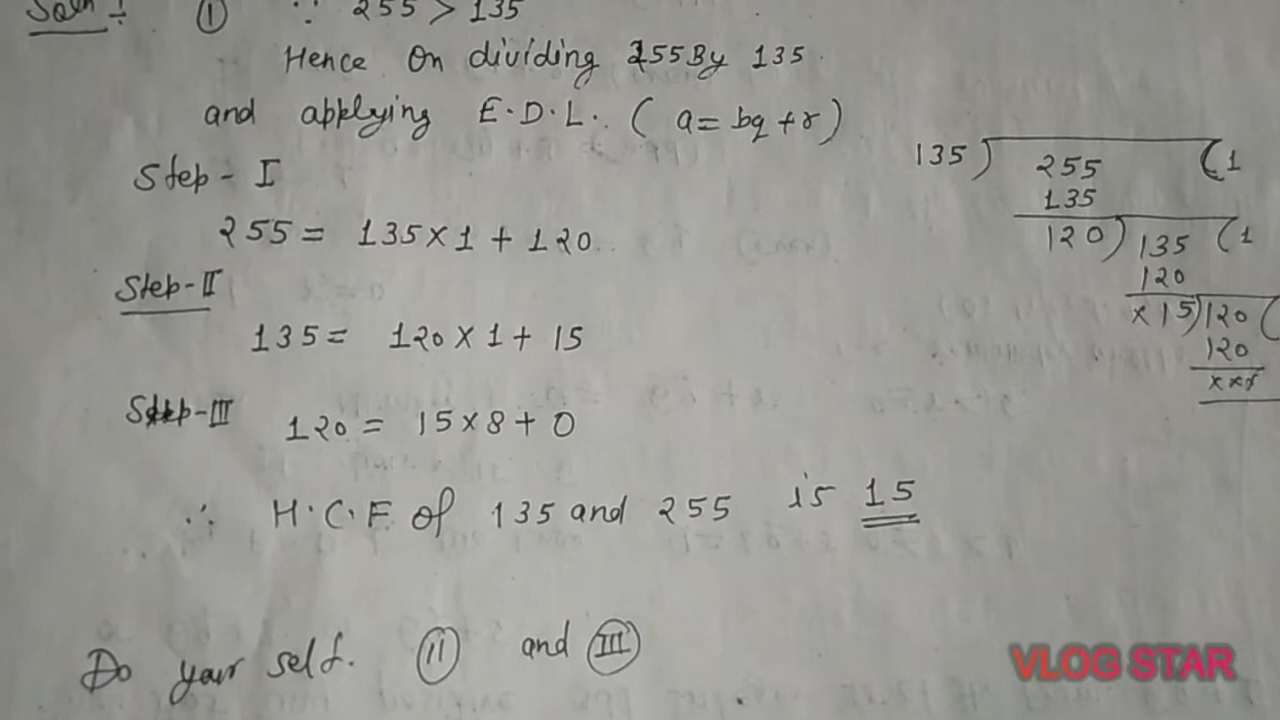 Soln ÷ ① ∵ 255 > 135
Hence On dividing 255 By 135.
and applying E.D.L. ( a = bq + r )
Step - I
255 = 135 × 1 + 120.
Step - II
135 = 120 × 1 + 15
Step - III
120 = 15 × 8 + 0
∴ H.C.F. of 135 and 255 is 15
Do your self. (II) and (III)
135) 255 (1
135
120) 135 (1
120
× 15) 120 (
120
×××
VLOG STAR